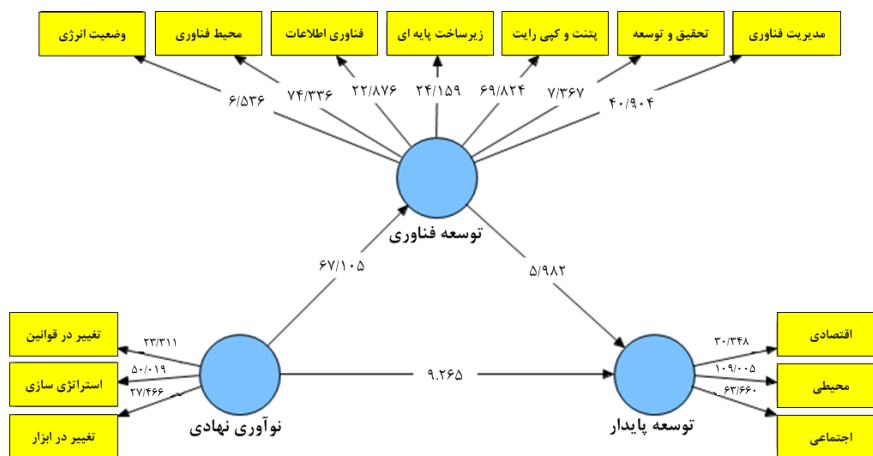 مدیریت فناوری
تحقیق و توسعه
پتنت و کپی رایت
زیرساخت پایه ای
فناوری اطلاعات
محیط فناوری
وضعیت انرژی
۴۰/۹۰۴
۷/۳۶۷
۶۹/۸۲۴
۲۴/۱۵۹
۲۲/۸۷۶
۷۴/۳۳۶
۶/۵۳۶
توسعه فناوری
۵/۹۸۲
۶۷/۱۰۵
اقتصادی
محیطی
اجتماعی
۳۰/۳۴۸
۱۰۹/۰۰۵
۶۳/۶۶۰
توسعه پایدار
۹.۲۶۵
نوآوری نهادی
۲۳/۳۱۱
۵۰/۰۱۹
۲۷/۴۶۶
تغییر در قوانین
استراتژی سازی
تغییر در ابزار